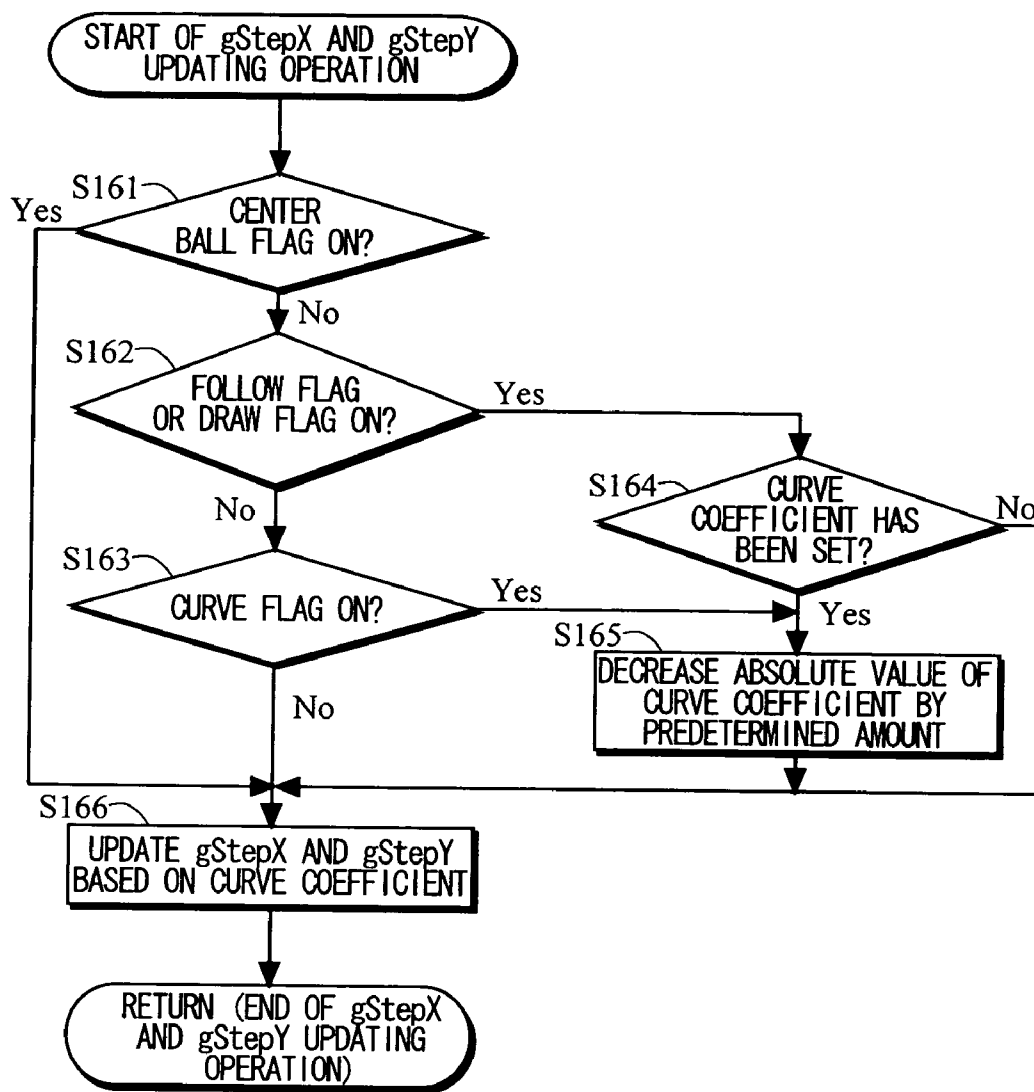 START OF gStepX AND gStepY
UPDATING OPERATION
S161
Yes
CENTER
BALL FLAG ON?
No
S162
FOLLOW FLAG
OR DRAW FLAG ON?
Yes
No
S164
CURVE
COEFFICIENT HAS
BEEN SET?
No
Yes
S163
CURVE FLAG ON?
Yes
No
S165
DECREASE ABSOLUTE VALUE OF
CURVE COEFFICIENT BY
PREDETERMINED AMOUNT
S166
UPDATE gStepX AND gStepY
BASED ON CURVE COEFFICIENT
RETURN (END OF gStepX
AND gStepY UPDATING
OPERATION)